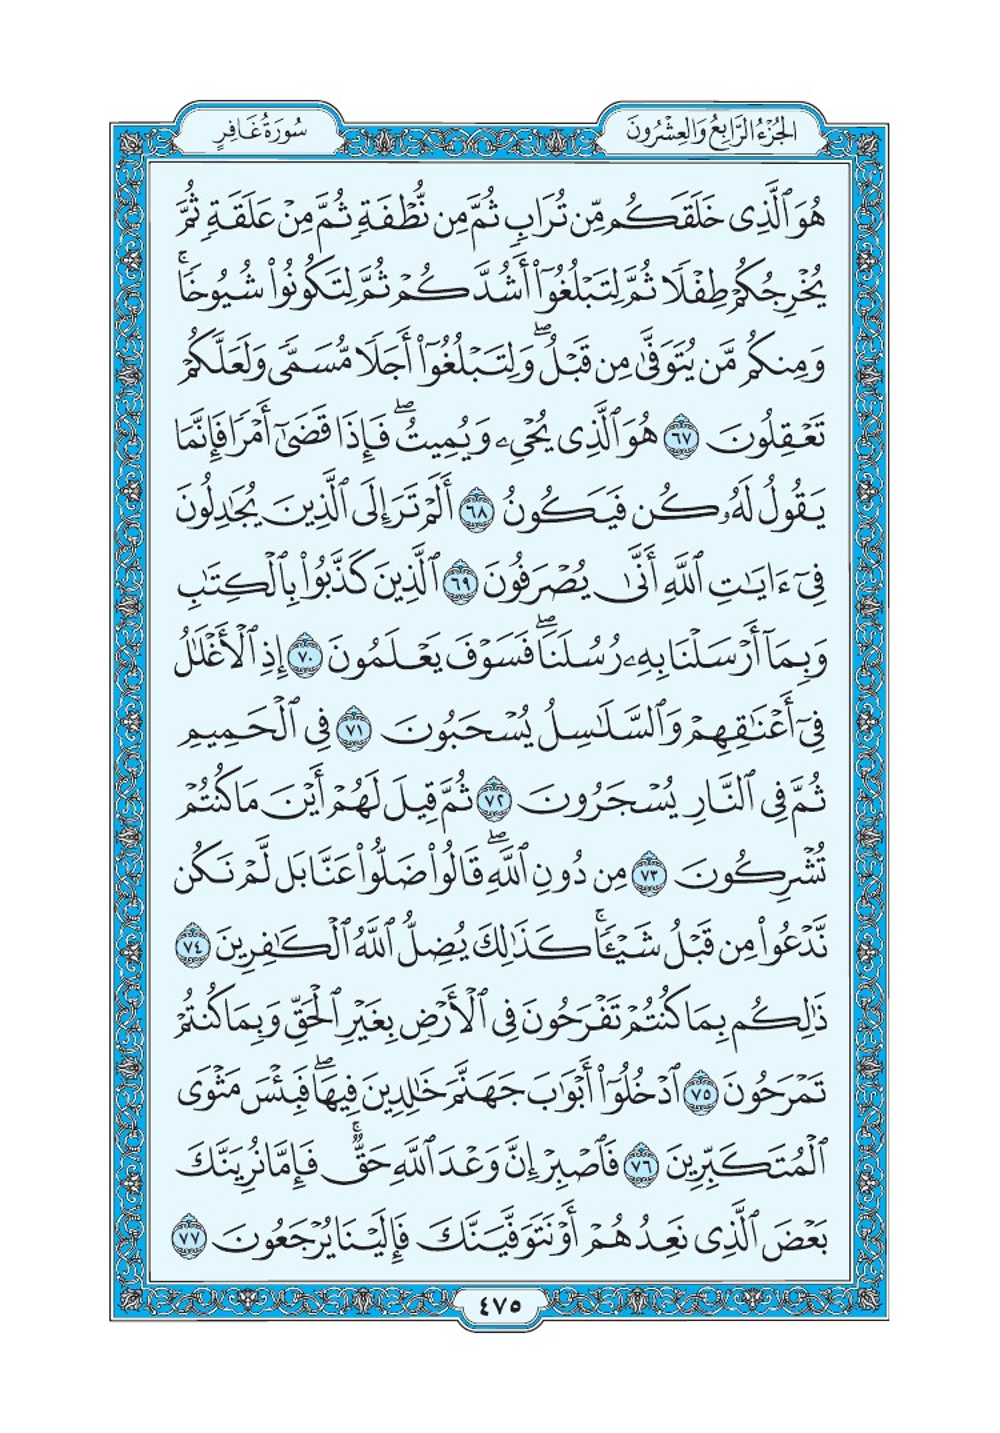 سُورَةُ غَافِرٍ
الجُزْءُ الرَّابِعُ وَالعِشْرُونَ
هُوَ ٱلَّذِى خَلَقَكُم مِّن تُرَابٍ ثُمَّ مِن نُّطْفَةٍ ثُمَّ مِنْ عَلَقَةٍ ثُمَّ
يُخْرِجُكُمْ طِفْلًا ثُمَّ لِتَبْلُغُوٓا۟ أَشُدَّكُمْ ثُمَّ لِتَكُونُوا۟ شُيُوخًا ۚ
وَمِنكُم مَّن يُتَوَفَّىٰ مِن قَبْلُ ۖ وَلِتَبْلُغُوٓا۟ أَجَلًا مُّسَمًّى وَلَعَلَّكُمْ
تَعْقِلُونَ ٦٧ هُوَ ٱلَّذِى يُحْىِۦ وَيُمِيتُ ۖ فَإِذَا قَضَىٰٓ أَمْرًا فَإِنَّمَا
يَقُولُ لَهُۥ كُن فَيَكُونُ ٦٨ أَلَمْ تَرَ إِلَى ٱلَّذِينَ يُجَـٰدِلُونَ
فِىٓ ءَايَـٰتِ ٱللَّهِ أَنَّىٰ يُصْرَفُونَ ٦٩ ٱلَّذِينَ كَذَّبُوا۟ بِٱلْكِتَـٰبِ
وَبِمَآ أَرْسَلْنَا بِهِۦ رُسُلَنَا ۖ فَسَوْفَ يَعْلَمُونَ ٧٠ إِذِ ٱلْأَغْلَـٰلُ
فِىٓ أَعْنَـٰقِهِمْ وَٱلسَّلَـٰسِلُ يُسْحَبُونَ ٧١ فِى ٱلْحَمِيمِ
ثُمَّ فِى ٱلنَّارِ يُسْجَرُونَ ٧٢ ثُمَّ قِيلَ لَهُمْ أَيْنَ مَا كُنتُمْ
تُشْرِكُونَ ٧٣ مِن دُونِ ٱللَّهِ ۖ قَالُوا۟ ضَلُّوا۟ عَنَّا بَل لَّمْ نَكُن
نَّدْعُوا۟ مِن قَبْلُ شَيْـًٔا ۚ كَذَٰلِكَ يُضِلُّ ٱللَّهُ ٱلْكَـٰفِرِينَ ٧٤
ذَٰلِكُم بِمَا كُنتُمْ تَفْرَحُونَ فِى ٱلْأَرْضِ بِغَيْرِ ٱلْحَقِّ وَبِمَا كُنتُمْ
تَمْرَحُونَ ٧٥ ٱدْخُلُوٓا۟ أَبْوَٰبَ جَهَنَّمَ خَـٰلِدِينَ فِيهَا ۖ فَبِئْسَ مَثْوَى
ٱلْمُتَكَبِّرِينَ ٧٦ فَٱصْبِرْ إِنَّ وَعْدَ ٱللَّهِ حَقٌّ ۚ فَإِمَّا نُرِيَنَّكَ
بَعْضَ ٱلَّذِى نَعِدُهُمْ أَوْ نَتَوَفَّيَنَّكَ فَإِلَيْنَا يُرْجَعُونَ ٧٧
٤٧٥